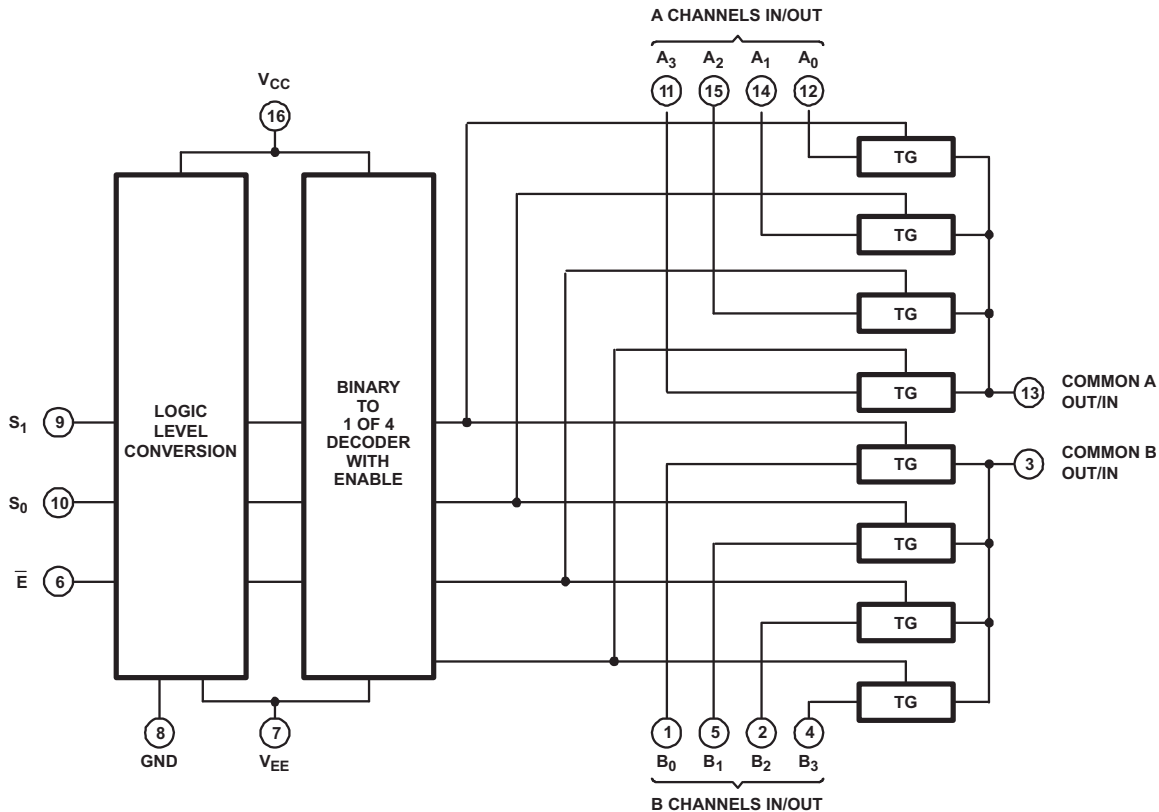 A CHANNELS IN/OUT
A3 A2 A1 A0
11 15 14 12
VCC
16
TG
TG
TG
TG
13 COMMON A OUT/IN
LOGIC LEVEL CONVERSION
BINARY TO 1 OF 4 DECODER WITH ENABLE
S1 9
S0 10
E̅ 6
TG
3 COMMON B OUT/IN
TG
TG
TG
8
GND
7
VEE
1 5 2 4
B0 B1 B2 B3
B CHANNELS IN/OUT